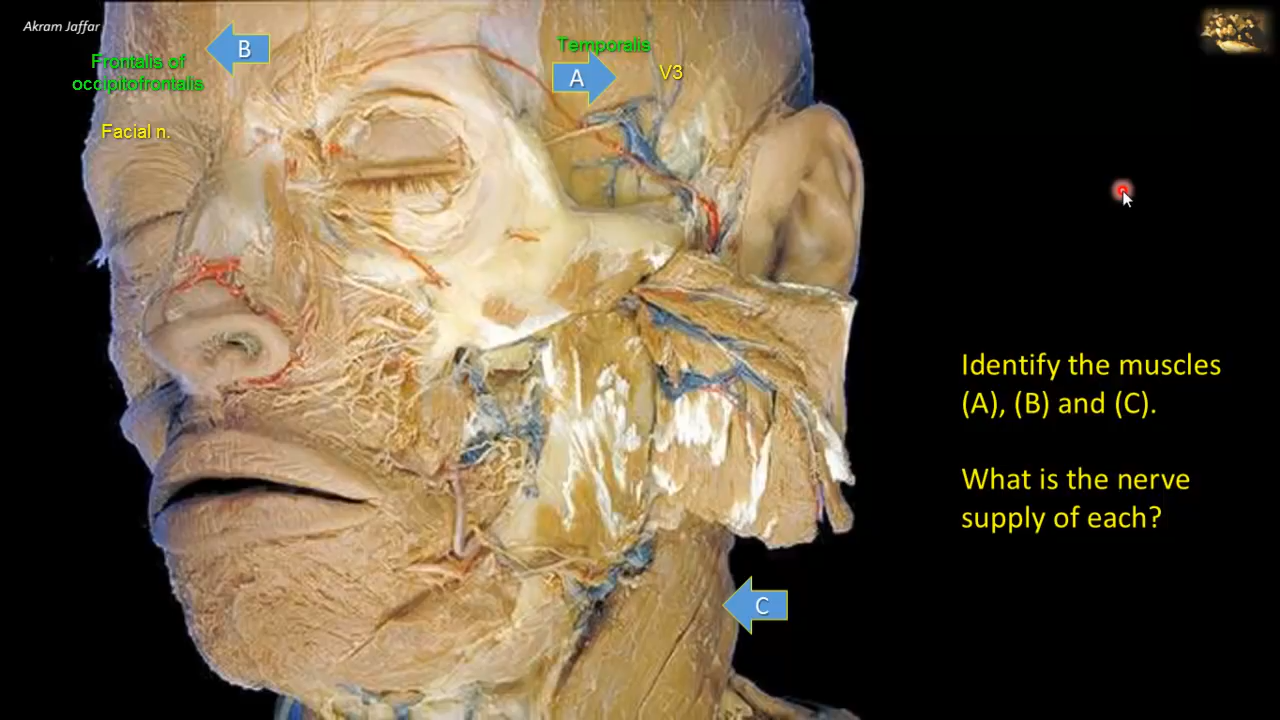 Akram Jaffar
B
Frontalis of
occipitofrontalis
Facial n.
Temporalis
A
V3
Identify the muscles
(A), (B) and (C).
What is the nerve
supply of each?
C